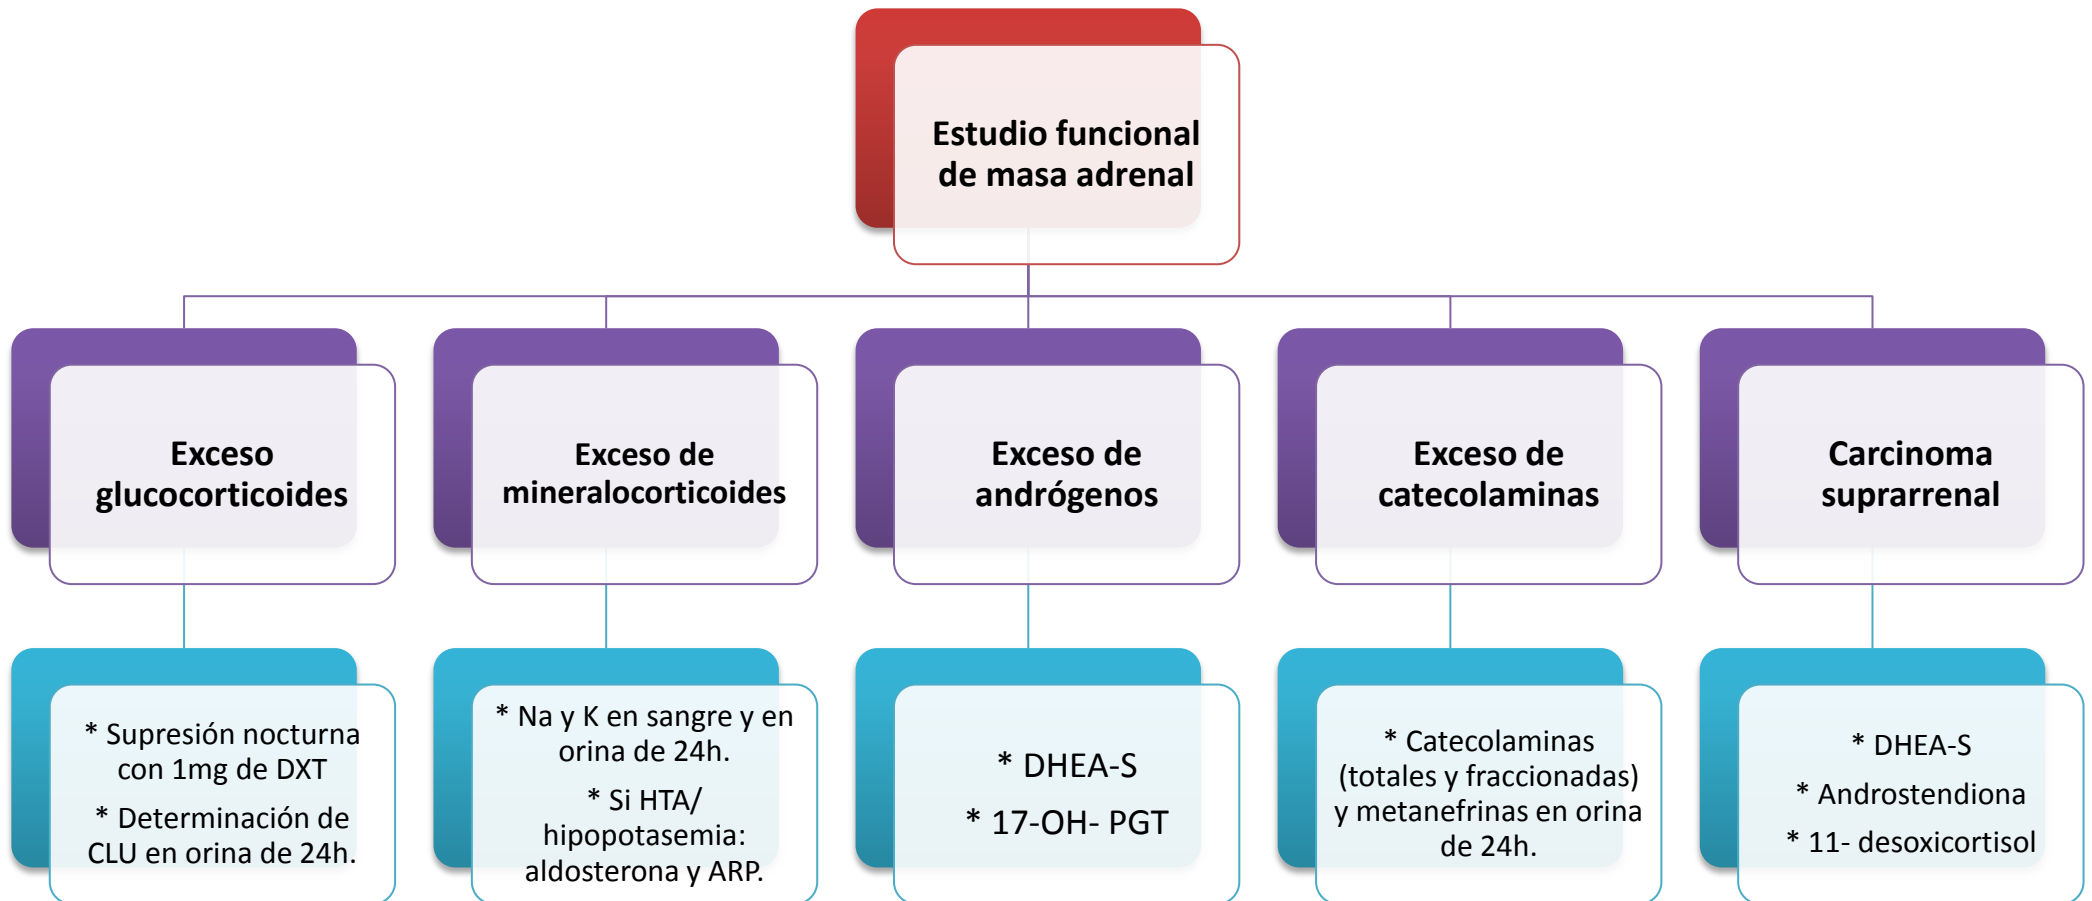 Estudio funcional
de masa adrenal
Exceso
glucocorticoides
Exceso de
mineralocorticoides
Exceso de
andrógenos
Exceso de
catecolaminas
Carcinoma
suprarrenal
* Supresión nocturna
con 1mg de DXT
* Determinación de
CLU en orina de 24h.
* Na y K en sangre y en
orina de 24h.
* Si HTA/
hipopotasemia:
aldosterona y ARP.
* DHEA-S
* 17-OH- PGT
* Catecolaminas
(totales y fraccionadas)
y metanefrinas en orina
de 24h.
* DHEA-S
* Androstendiona
* 11- desoxicortisol